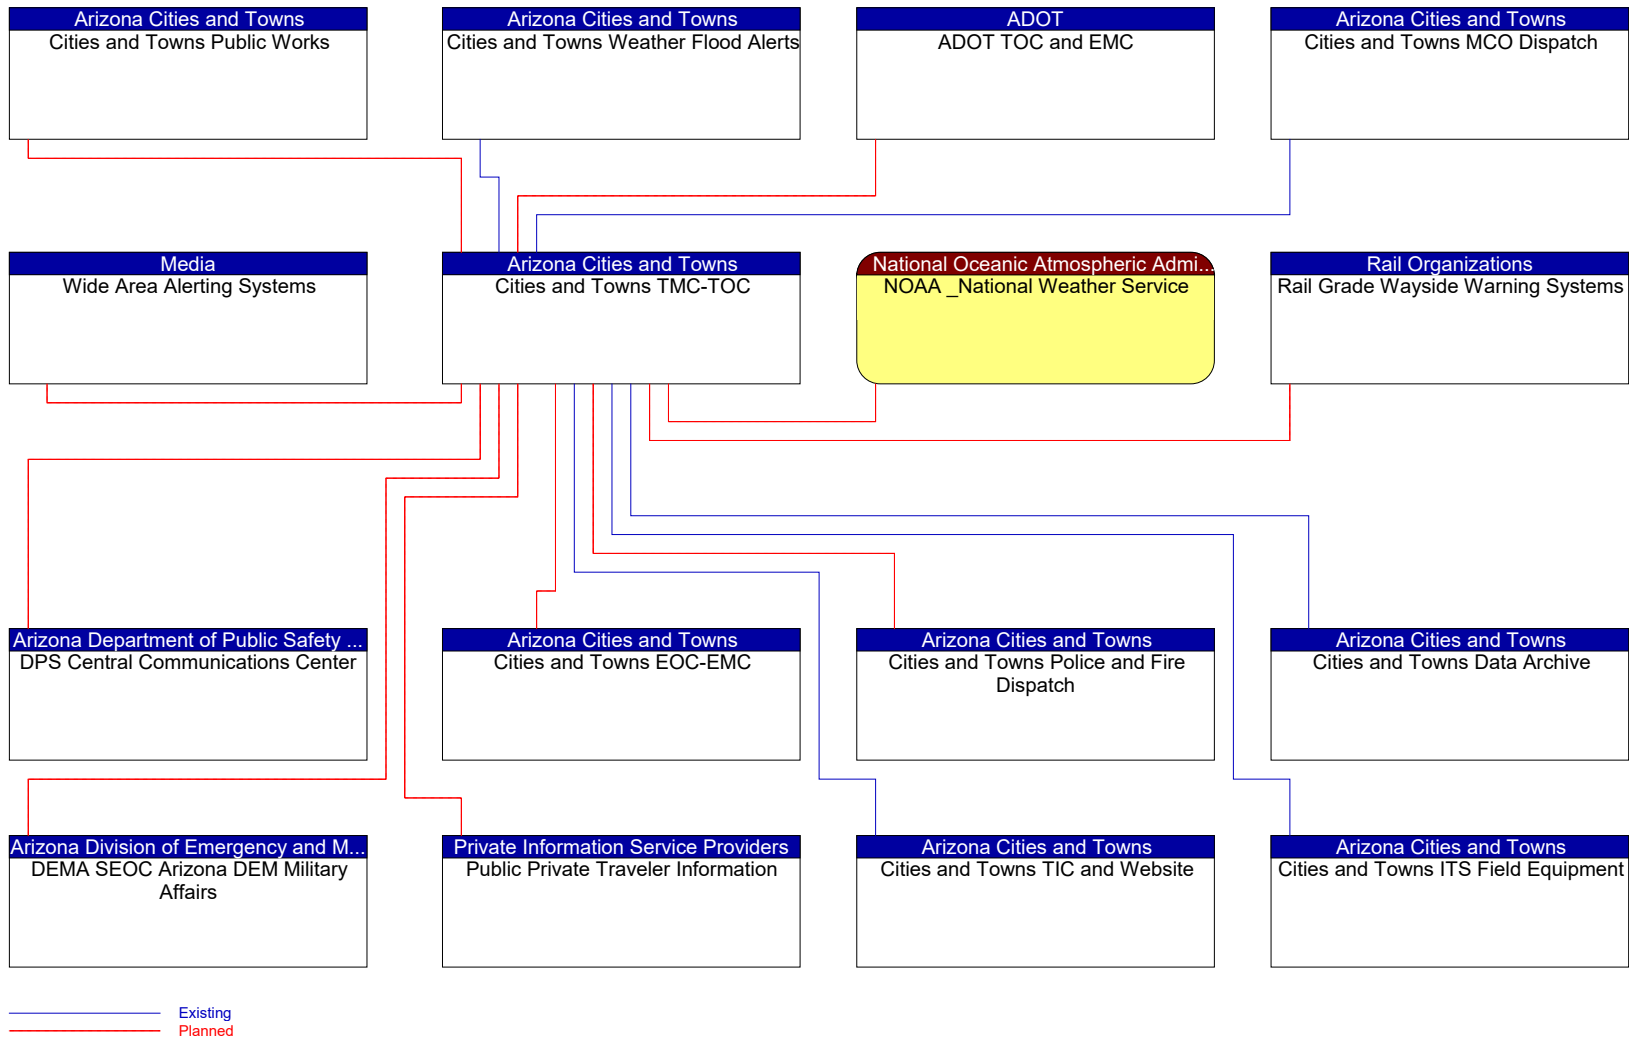 Arizona Cities and Towns
Cities and Towns Public Works
Arizona Cities and Towns
Cities and Towns Weather Flood Alerts
ADOT
ADOT TOC and EMC
Arizona Cities and Towns
Cities and Towns MCO Dispatch
Media
Wide Area Alerting Systems
Arizona Cities and Towns
Cities and Towns TMC-TOC
National Oceanic Atmospheric Admi...
NOAA _National Weather Service
Rail Organizations
Rail Grade Wayside Warning Systems
Arizona Department of Public Safety ...
DPS Central Communications Center
Arizona Cities and Towns
Cities and Towns EOC-EMC
Arizona Cities and Towns
Cities and Towns Police and Fire
Dispatch
Arizona Cities and Towns
Cities and Towns Data Archive
Arizona Division of Emergency and M...
DEMA SEOC Arizona DEM Military
Affairs
Private Information Service Providers
Public Private Traveler Information
Arizona Cities and Towns
Cities and Towns TIC and Website
Arizona Cities and Towns
Cities and Towns ITS Field Equipment
Existing
Planned